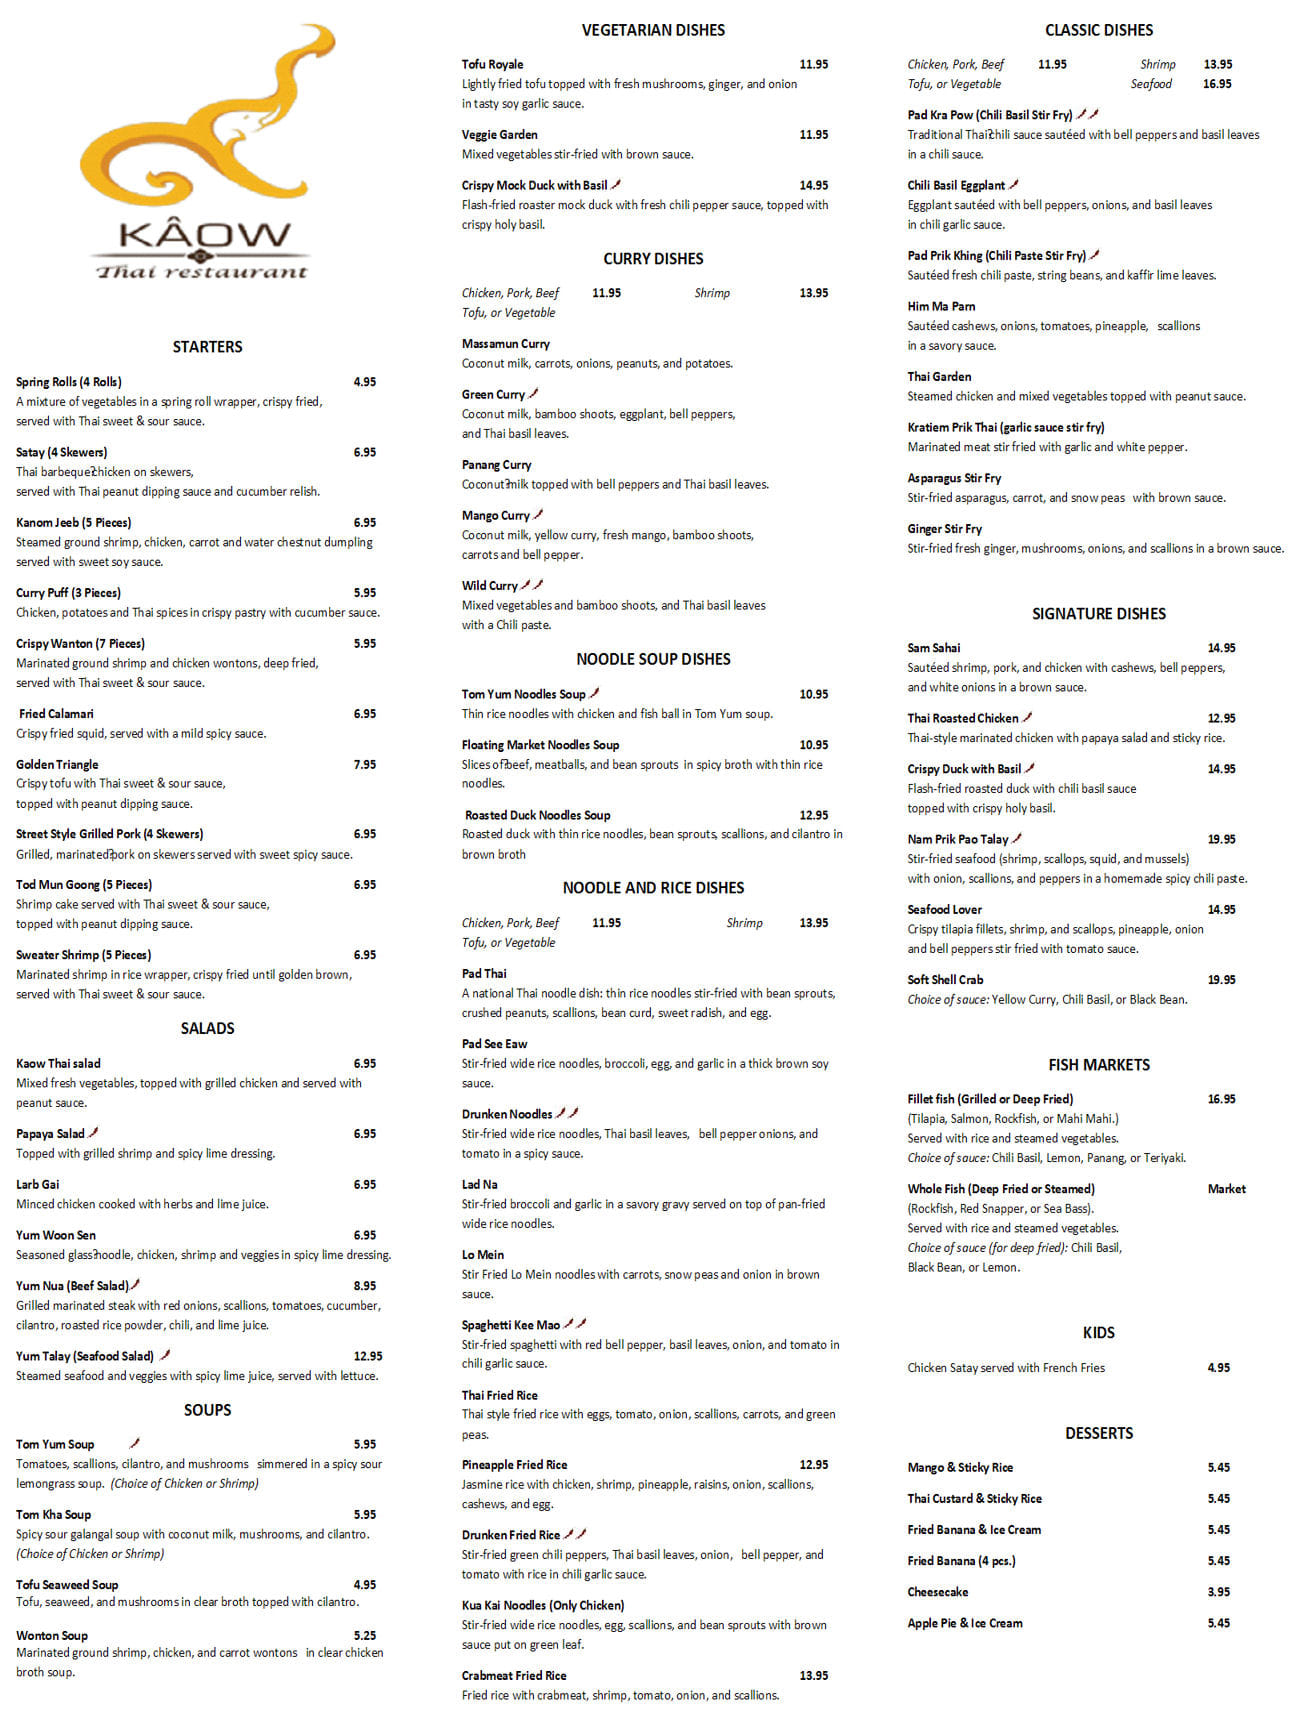 KÂOW
Thai restaurant
STARTERS
Spring Rolls (4 Rolls) 4.95
A mixture of vegetables in a spring roll wrapper, crispy fried,
served with Thai sweet & sour sauce.
Satay (4 Skewers) 6.95
Thai barbeque chicken on skewers,
served with Thai peanut dipping sauce and cucumber relish.
Kanom Jeeb (5 Pieces) 6.95
Steamed ground shrimp, chicken, carrot and water chestnut dumpling
served with sweet soy sauce.
Curry Puff (3 Pieces) 5.95
Chicken, potatoes and Thai spices in crispy pastry with cucumber sauce.
Crispy Wanton (7 Pieces) 5.95
Marinated ground shrimp and chicken wontons, deep fried,
served with Thai sweet & sour sauce.
Fried Calamari 6.95
Crispy fried squid, served with a mild spicy sauce.
Golden Triangle 7.95
Crispy tofu with Thai sweet & sour sauce,
topped with peanut dipping sauce.
Street Style Grilled Pork (4 Skewers) 6.95
Grilled, marinated pork on skewers served with sweet spicy sauce.
Tod Mun Goong (5 Pieces) 6.95
Shrimp cake served with Thai sweet & sour sauce,
topped with peanut dipping sauce.
Sweater Shrimp (5 Pieces) 6.95
Marinated shrimp in rice wrapper, crispy fried until golden brown,
served with Thai sweet & sour sauce.
SALADS
Kaow Thai salad 6.95
Mixed fresh vegetables, topped with grilled chicken and served with
peanut sauce.
Papaya Salad 6.95
Topped with grilled shrimp and spicy lime dressing.
Larb Gai 6.95
Minced chicken cooked with herbs and lime juice.
Yum Woon Sen 6.95
Seasoned glass noodle, chicken, shrimp and veggies in spicy lime dressing.
Yum Nua (Beef Salad) 8.95
Grilled marinated steak with red onions, scallions, tomatoes, cucumber,
cilantro, roasted rice powder, chili, and lime juice.
Yum Talay (Seafood Salad) 12.95
Steamed seafood and veggies with spicy lime juice, served with lettuce.
SOUPS
Tom Yum Soup 5.95
Tomatoes, scallions, cilantro, and mushrooms simmered in a spicy sour
lemongrass soup. (Choice of Chicken or Shrimp)
Tom Kha Soup 5.95
Spicy sour galangal soup with coconut milk, mushrooms, and cilantro.
(Choice of Chicken or Shrimp)
Tofu Seaweed Soup 4.95
Tofu, seaweed, and mushrooms in clear broth topped with cilantro.
Wonton Soup 5.25
Marinated ground shrimp, chicken, and carrot wontons in clear chicken
broth soup.
VEGETARIAN DISHES
Tofu Royale 11.95
Lightly fried tofu topped with fresh mushrooms, ginger, and onion
in tasty soy garlic sauce.
Veggie Garden 11.95
Mixed vegetables stir-fried with brown sauce.
Crispy Mock Duck with Basil 14.95
Flash-fried roaster mock duck with fresh chili pepper sauce, topped with
crispy holy basil.
CURRY DISHES
Chicken, Pork, Beef 11.95 Shrimp 13.95
Tofu, or Vegetable
Massamun Curry
Coconut milk, carrots, onions, peanuts, and potatoes.
Green Curry
Coconut milk, bamboo shoots, eggplant, bell peppers,
and Thai basil leaves.
Panang Curry
Coconut milk topped with bell peppers and Thai basil leaves.
Mango Curry
Coconut milk, yellow curry, fresh mango, bamboo shoots,
carrots and bell pepper.
Wild Curry
Mixed vegetables and bamboo shoots, and Thai basil leaves
with a Chili paste.
NOODLE SOUP DISHES
Tom Yum Noodles Soup 10.95
Thin rice noodles with chicken and fish ball in Tom Yum soup.
Floating Market Noodles Soup 10.95
Slices of beef, meatballs, and bean sprouts in spicy broth with thin rice
noodles.
Roasted Duck Noodles Soup 12.95
Roasted duck with thin rice noodles, bean sprouts, scallions, and cilantro in
brown broth
NOODLE AND RICE DISHES
Chicken, Pork, Beef 11.95 Shrimp 13.95
Tofu, or Vegetable
Pad Thai
A national Thai noodle dish: thin rice noodles stir-fried with bean sprouts,
crushed peanuts, scallions, bean curd, sweet radish, and egg.
Pad See Eaw
Stir-fried wide rice noodles, broccoli, egg, and garlic in a thick brown soy
sauce.
Drunken Noodles
Stir-fried wide rice noodles, Thai basil leaves, bell pepper onions, and
tomato in a spicy sauce.
Lad Na
Stir-fried broccoli and garlic in a savory gravy served on top of pan-fried
wide rice noodles.
Lo Mein
Stir Fried Lo Mein noodles with carrots, snow peas and onion in brown
sauce.
Spaghetti Kee Mao
Stir-fried spaghetti with red bell pepper, basil leaves, onion, and tomato in
chili garlic sauce.
Thai Fried Rice
Thai style fried rice with eggs, tomato, onion, scallions, carrots, and green
peas.
Pineapple Fried Rice 12.95
Jasmine rice with chicken, shrimp, pineapple, raisins, onion, scallions,
cashews, and egg.
Drunken Fried Rice
Stir-fried green chili peppers, Thai basil leaves, onion, bell pepper, and
tomato with rice in chili garlic sauce.
Kua Kai Noodles (Only Chicken)
Stir-fried wide rice noodles, egg, scallions, and bean sprouts with brown
sauce put on green leaf.
Crabmeat Fried Rice 13.95
Fried rice with crabmeat, shrimp, tomato, onion, and scallions.
CLASSIC DISHES
Chicken, Pork, Beef 11.95 Shrimp 13.95
Tofu, or Vegetable Seafood 16.95
Pad Kra Pow (Chili Basil Stir Fry)
Traditional Thai chili sauce sautéed with bell peppers and basil leaves
in a chili sauce.
Chili Basil Eggplant
Eggplant sautéed with bell peppers, onions, and basil leaves
in chili garlic sauce.
Pad Prik Khing (Chili Paste Stir Fry)
Sautéed fresh chili paste, string beans, and kaffir lime leaves.
Him Ma Parn
Sautéed cashews, onions, tomatoes, pineapple, scallions
in a savory sauce.
Thai Garden
Steamed chicken and mixed vegetables topped with peanut sauce.
Kratiem Prik Thai (garlic sauce stir fry)
Marinated meat stir fried with garlic and white pepper.
Asparagus Stir Fry
Stir-fried asparagus, carrot, and snow peas with brown sauce.
Ginger Stir Fry
Stir-fried fresh ginger, mushrooms, onions, and scallions in a brown sauce.
SIGNATURE DISHES
Sam Sahai 14.95
Sautéed shrimp, pork, and chicken with cashews, bell peppers,
and white onions in a brown sauce.
Thai Roasted Chicken 12.95
Thai-style marinated chicken with papaya salad and sticky rice.
Crispy Duck with Basil 14.95
Flash-fried roasted duck with chili basil sauce
topped with crispy holy basil.
Nam Prik Pao Talay 19.95
Stir-fried seafood (shrimp, scallops, squid, and mussels)
with onion, scallions, and peppers in a homemade spicy chili paste.
Seafood Lover 14.95
Crispy tilapia fillets, shrimp, and scallops, pineapple, onion
and bell peppers stir fried with tomato sauce.
Soft Shell Crab 19.95
Choice of sauce: Yellow Curry, Chili Basil, or Black Bean.
FISH MARKETS
Fillet fish (Grilled or Deep Fried) 16.95
(Tilapia, Salmon, Rockfish, or Mahi Mahi.)
Served with rice and steamed vegetables.
Choice of sauce: Chili Basil, Lemon, Panang, or Teriyaki.
Whole Fish (Deep Fried or Steamed) Market
(Rockfish, Red Snapper, or Sea Bass).
Served with rice and steamed vegetables.
Choice of sauce (for deep fried): Chili Basil,
Black Bean, or Lemon.
KIDS
Chicken Satay served with French Fries 4.95
DESSERTS
Mango & Sticky Rice 5.45
Thai Custard & Sticky Rice 5.45
Fried Banana & Ice Cream 5.45
Fried Banana (4 pcs.) 5.45
Cheesecake 3.95
Apple Pie & Ice Cream 5.45